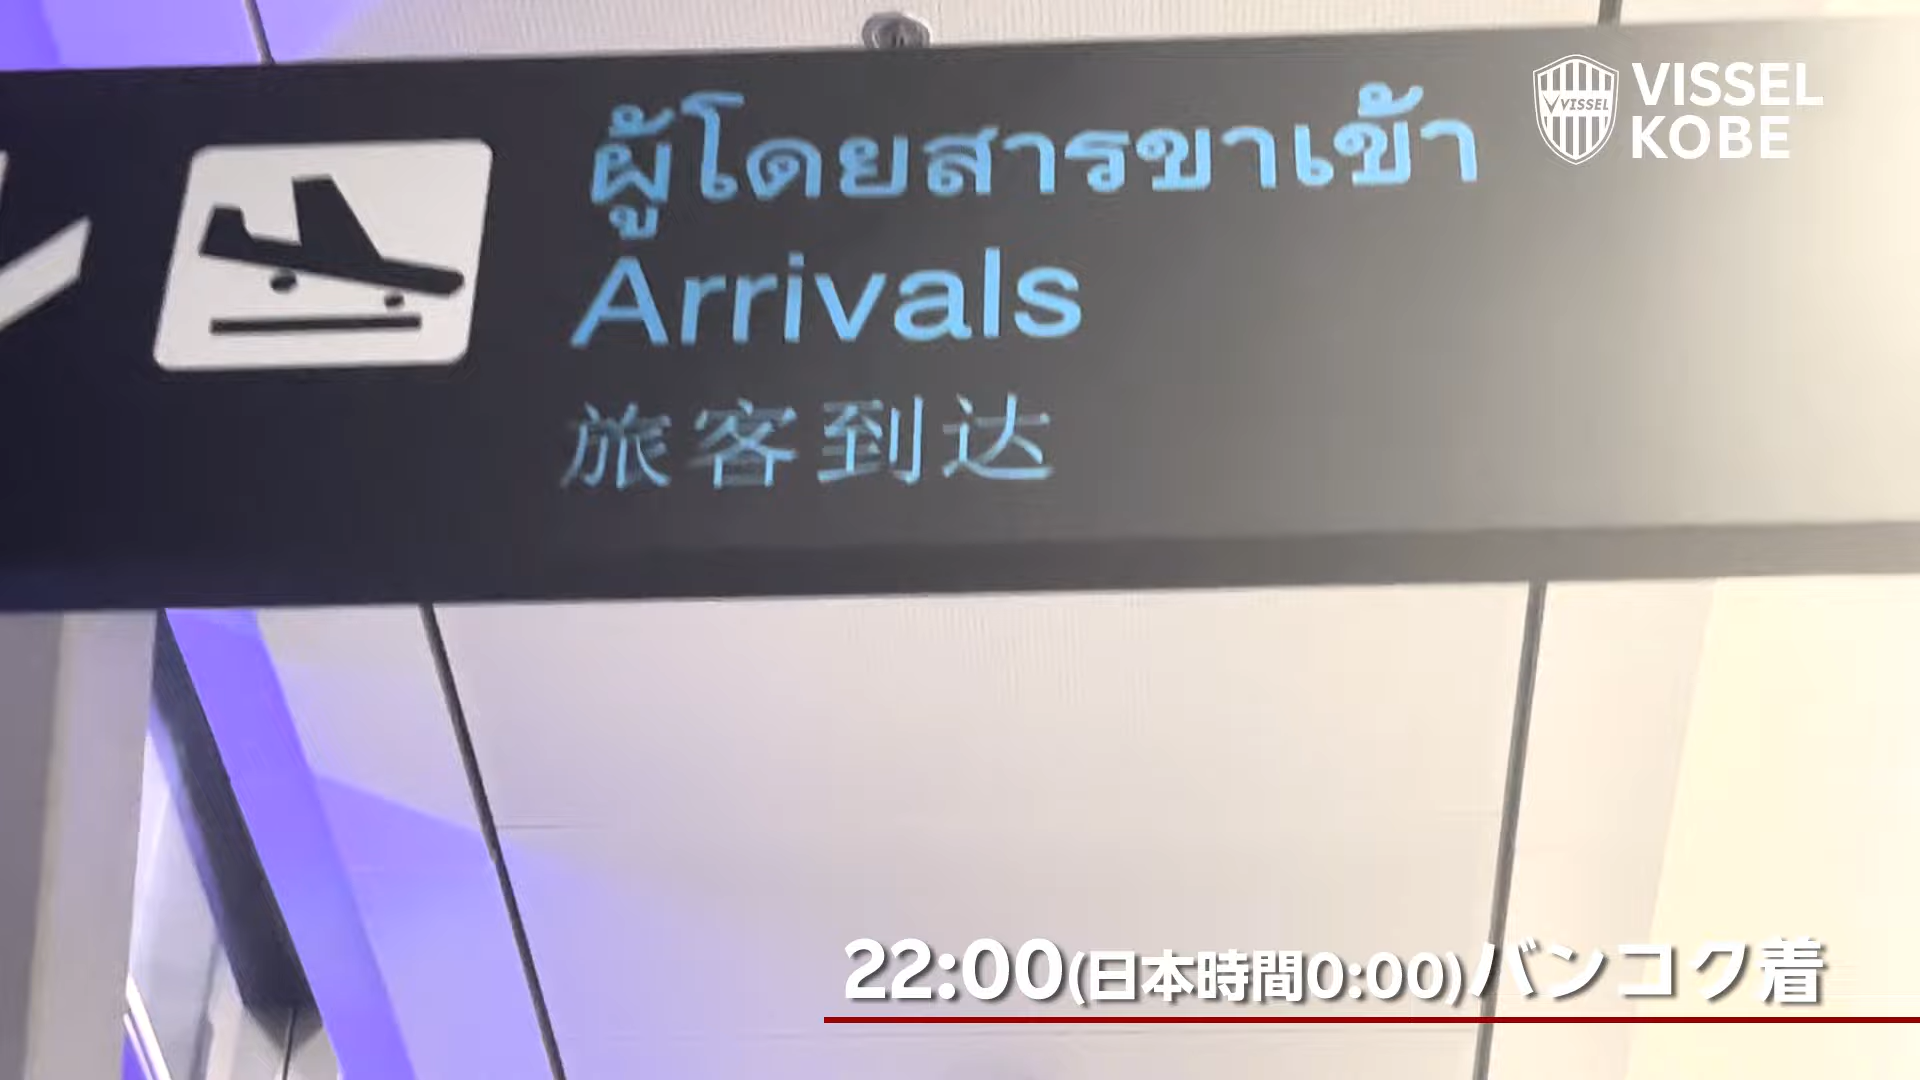 ผู้โดยสารขาเข้า
Arrivals
旅客到达
VISSEL
VISSEL
KOBE
22:00(日本時間0:00)バンコク着